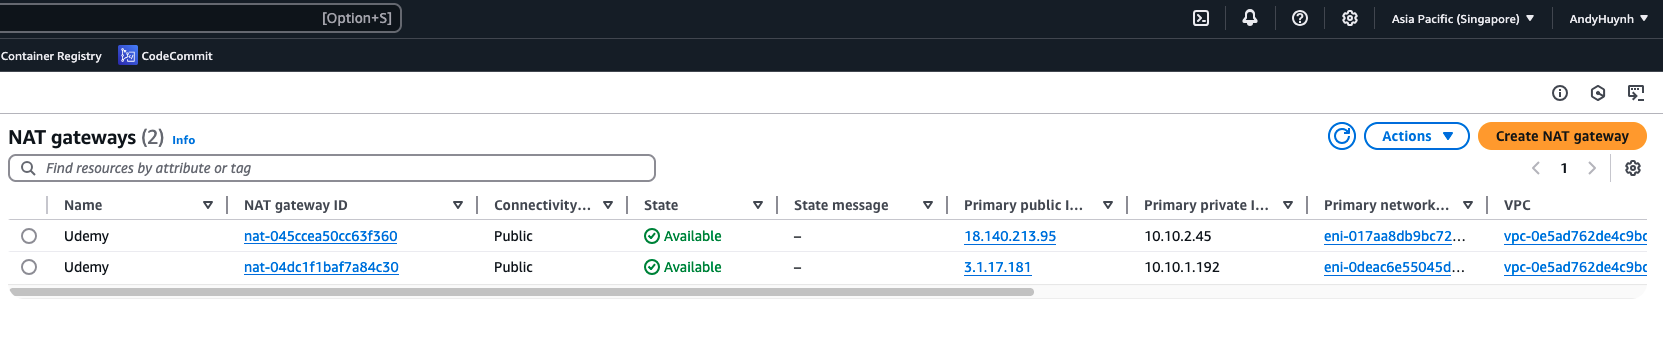 [Option+S] Asia Pacific (Singapore) AndyHuynh
Container Registry CodeCommit
NAT gateways (2) Info Actions Create NAT gateway
Find resources by attribute or tag 1
Name NAT gateway ID Connectivity... State State message Primary public I... Primary private I... Primary network... VPC
Udemy nat-045ccea50cc63f360 Public Available – 18.140.213.95 10.10.2.45 eni-017aa8db9bc72... vpc-0e5ad762de4c9bc
Udemy nat-04dc1f1baf7a84c30 Public Available – 3.1.17.181 10.10.1.192 eni-0deac6e55045d... vpc-0e5ad762de4c9bc